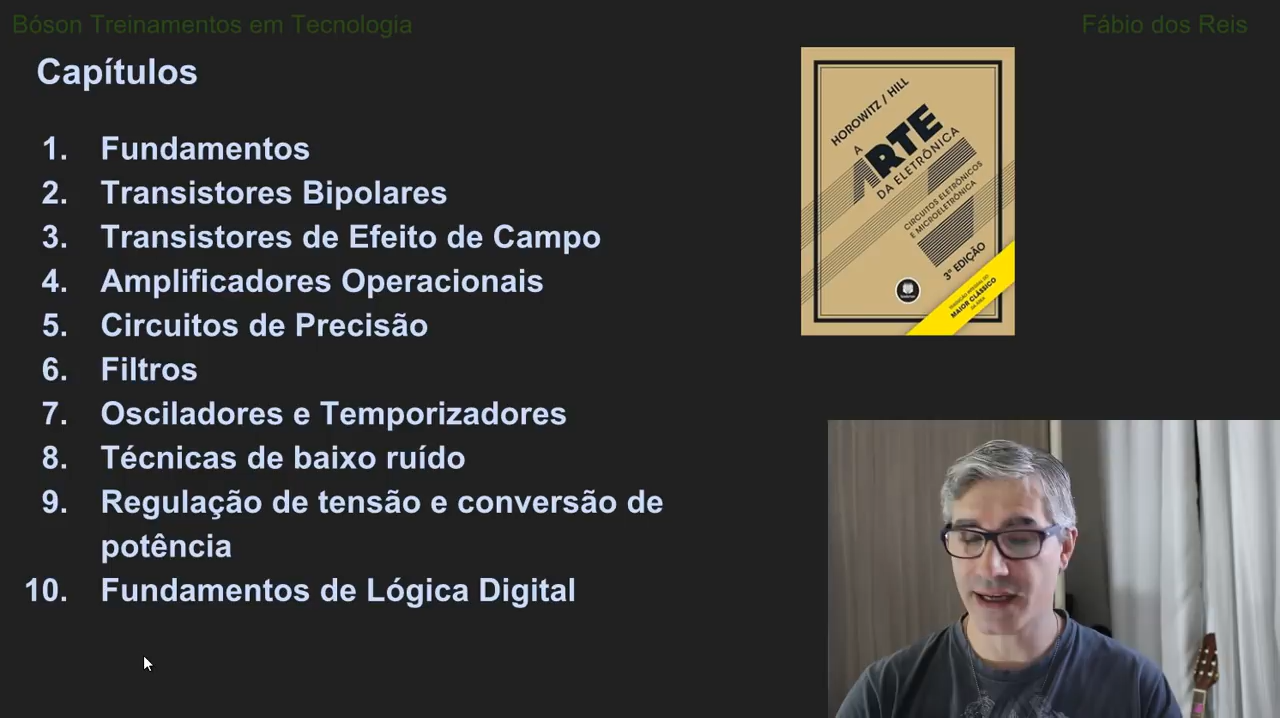 Bóson Treinamentos em Tecnologia
Fábio dos Reis
Capítulos
1. Fundamentos
2. Transistores Bipolares
3. Transistores de Efeito de Campo
4. Amplificadores Operacionais
5. Circuitos de Precisão
6. Filtros
7. Osciladores e Temporizadores
8. Técnicas de baixo ruído
9. Regulação de tensão e conversão de
potência
10. Fundamentos de Lógica Digital
HOROWITZ / HILL
A
ARTE
DA ELETRÔNICA
CIRCUITOS ELETRÔNICOS
E MICROELETRÔNICA
3ª EDIÇÃO
MAIOR CLÁSSICO